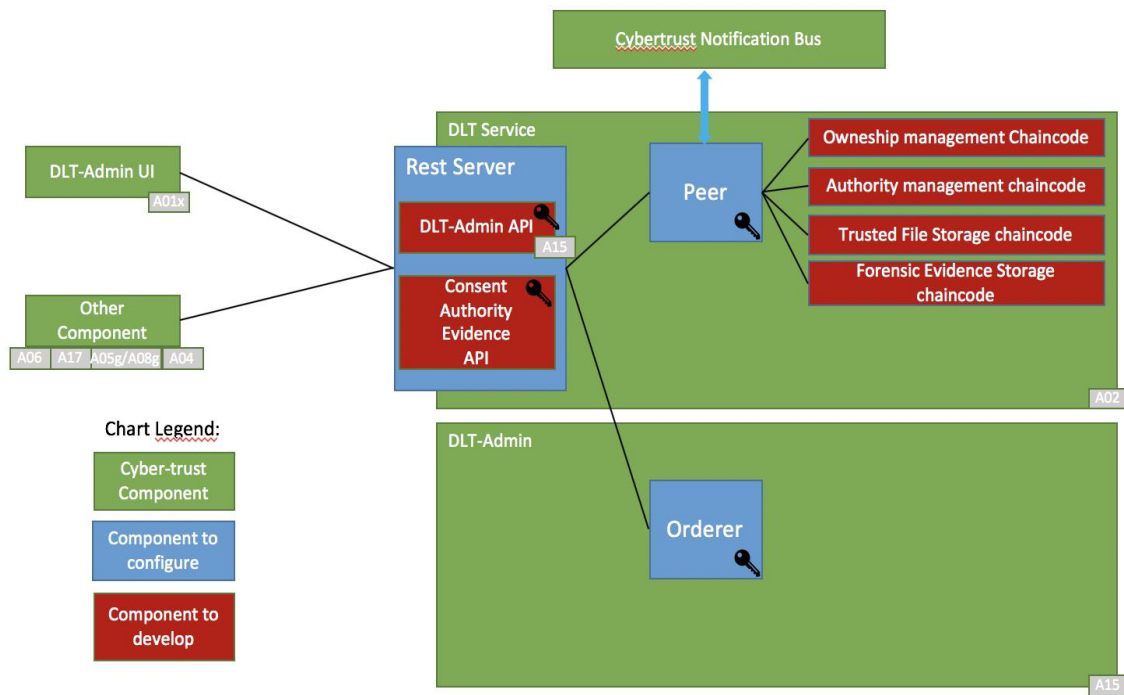 Cybertrust Notification Bus
DLT Service
Rest Server
DLT-Admin UI
A01x
DLT-Admin API
A15
Consent
Authority
Evidence
API
Peer
Owneship management Chaincode
Authority management chaincode
Trusted File Storage chaincode
Forensic Evidence Storage
chaincode
Other
Component
A06 A17 A05g/A08g A04
A02
Chart Legend:
Cyber-trust
Component
Component to
configure
Component to
develop
DLT-Admin
Orderer
A15